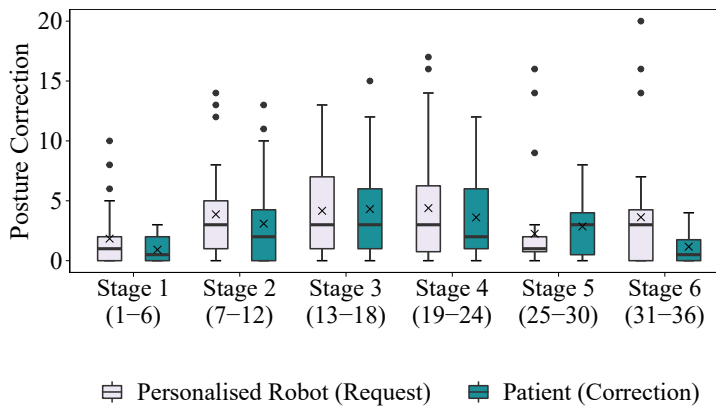 Posture Correction
20
15
10
5
0
Stage 1 Stage 2 Stage 3 Stage 4 Stage 5 Stage 6
(1−6) (7−12) (13−18) (19−24) (25−30) (31−36)
Personalised Robot (Request) Patient (Correction)